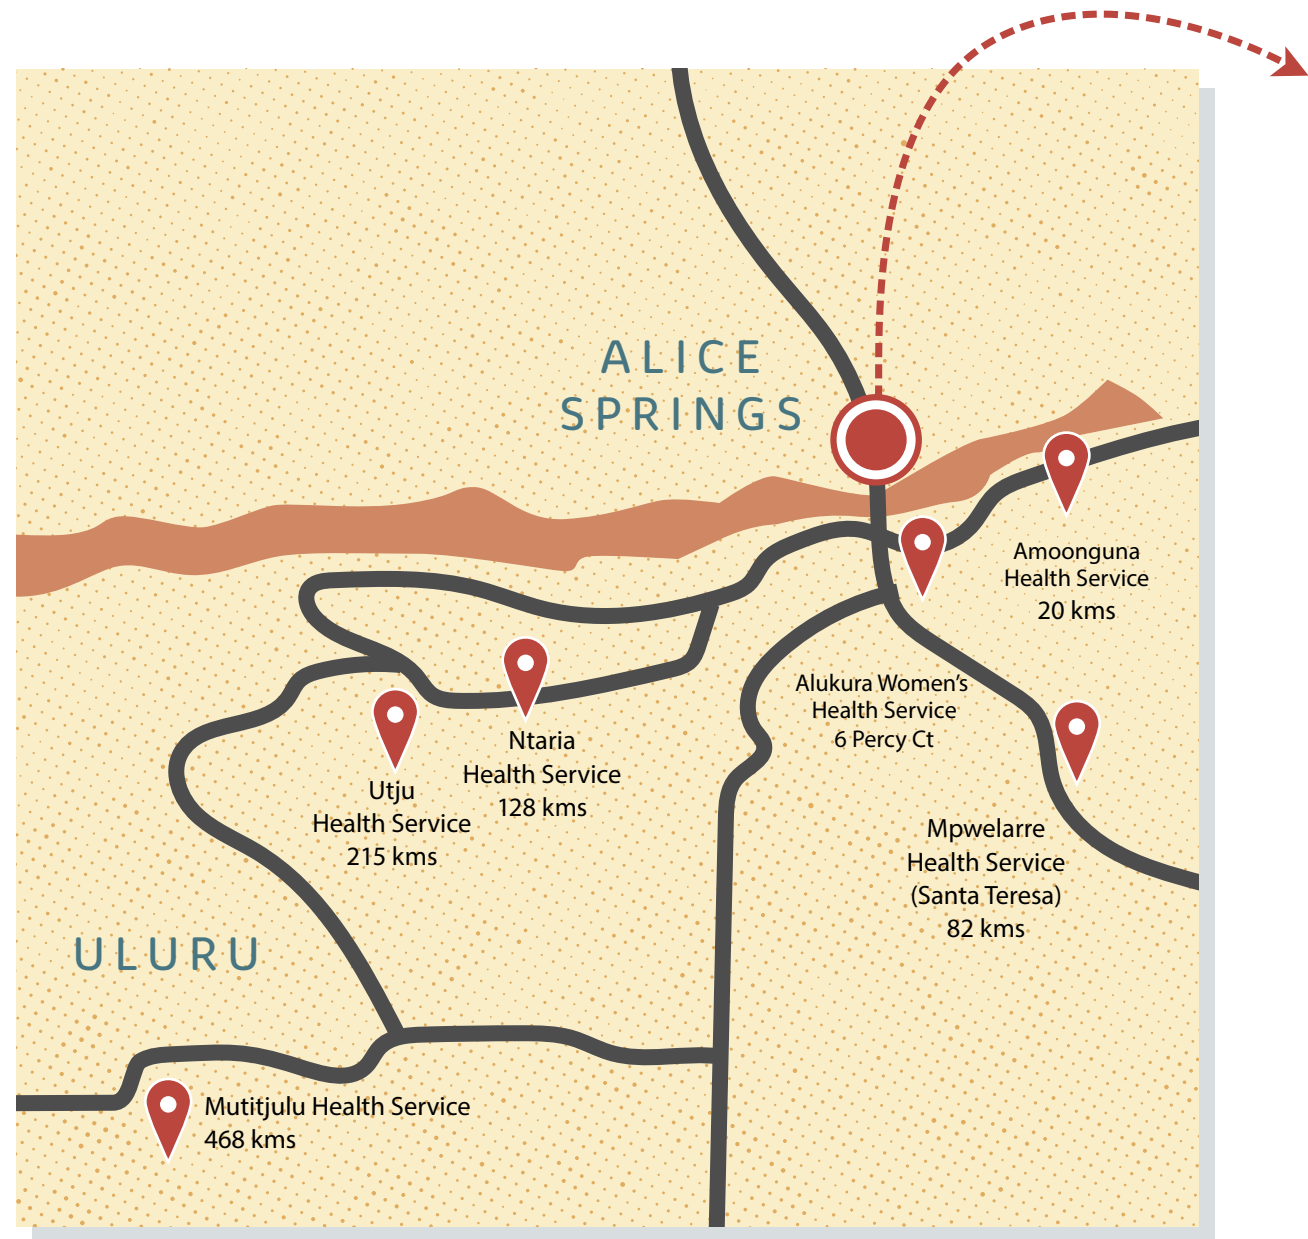 ALICE
SPRINGS
Amoonguna
Health Service
20 kms
Alukura Women's
Health Service
6 Percy Ct
Ntaria
Health Service
128 kms
Utju
Health Service
215 kms
Mpwelarre
Health Service
(Santa Teresa)
82 kms
ULURU
Mutitjulu Health Service
468 kms